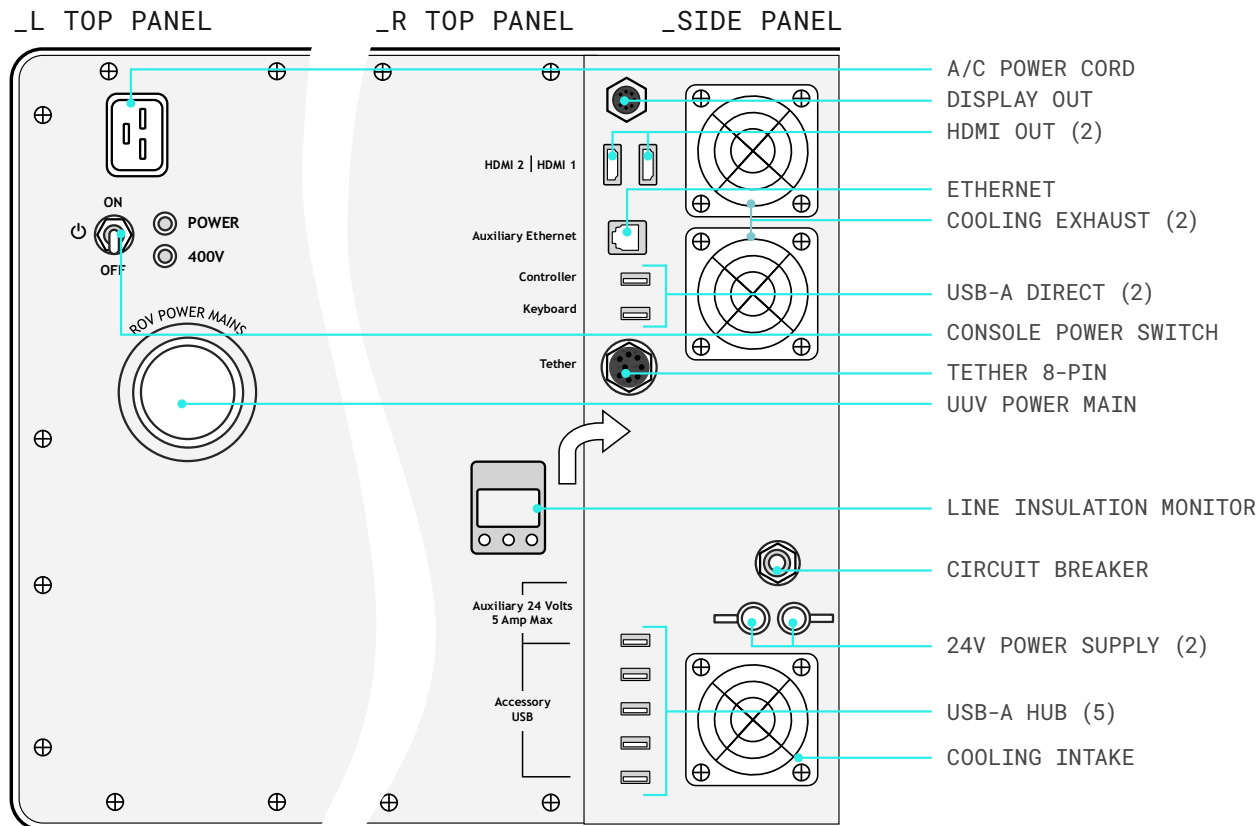 _L TOP PANEL
_R TOP PANEL
_SIDE PANEL
A/C POWER CORD
DISPLAY OUT
HDMI OUT (2)
HDMI 2 | HDMI 1
ETHERNET
ON
POWER
COOLING EXHAUST (2)
Auxiliary Ethernet
400V
OFF
Controller
USB-A DIRECT (2)
Keyboard
ROV POWER MAINS
CONSOLE POWER SWITCH
Tether
TETHER 8-PIN
UUV POWER MAIN
LINE INSULATION MONITOR
CIRCUIT BREAKER
Auxiliary 24 Volts
5 Amp Max
24V POWER SUPPLY (2)
Accessory
USB
USB-A HUB (5)
COOLING INTAKE